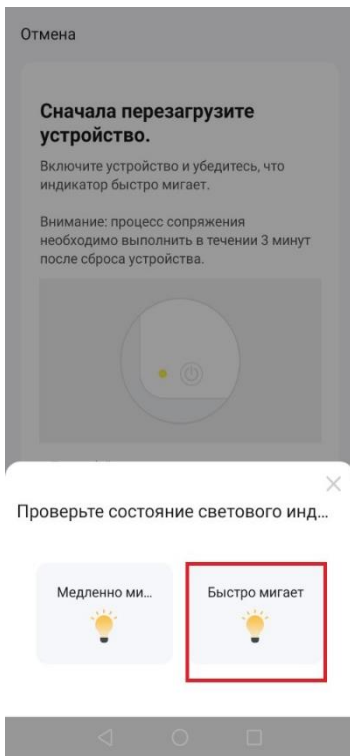 Отмена
Сначала перезагрузите
устройство.
Включите устройство и убедитесь, что
индикатор быстро мигает.
Внимание: процесс сопряжения
необходимо выполнить в течении 3 минут
после сброса устройства.
Проверьте состояние светового инд...
Медленно ми...
Быстро мигает